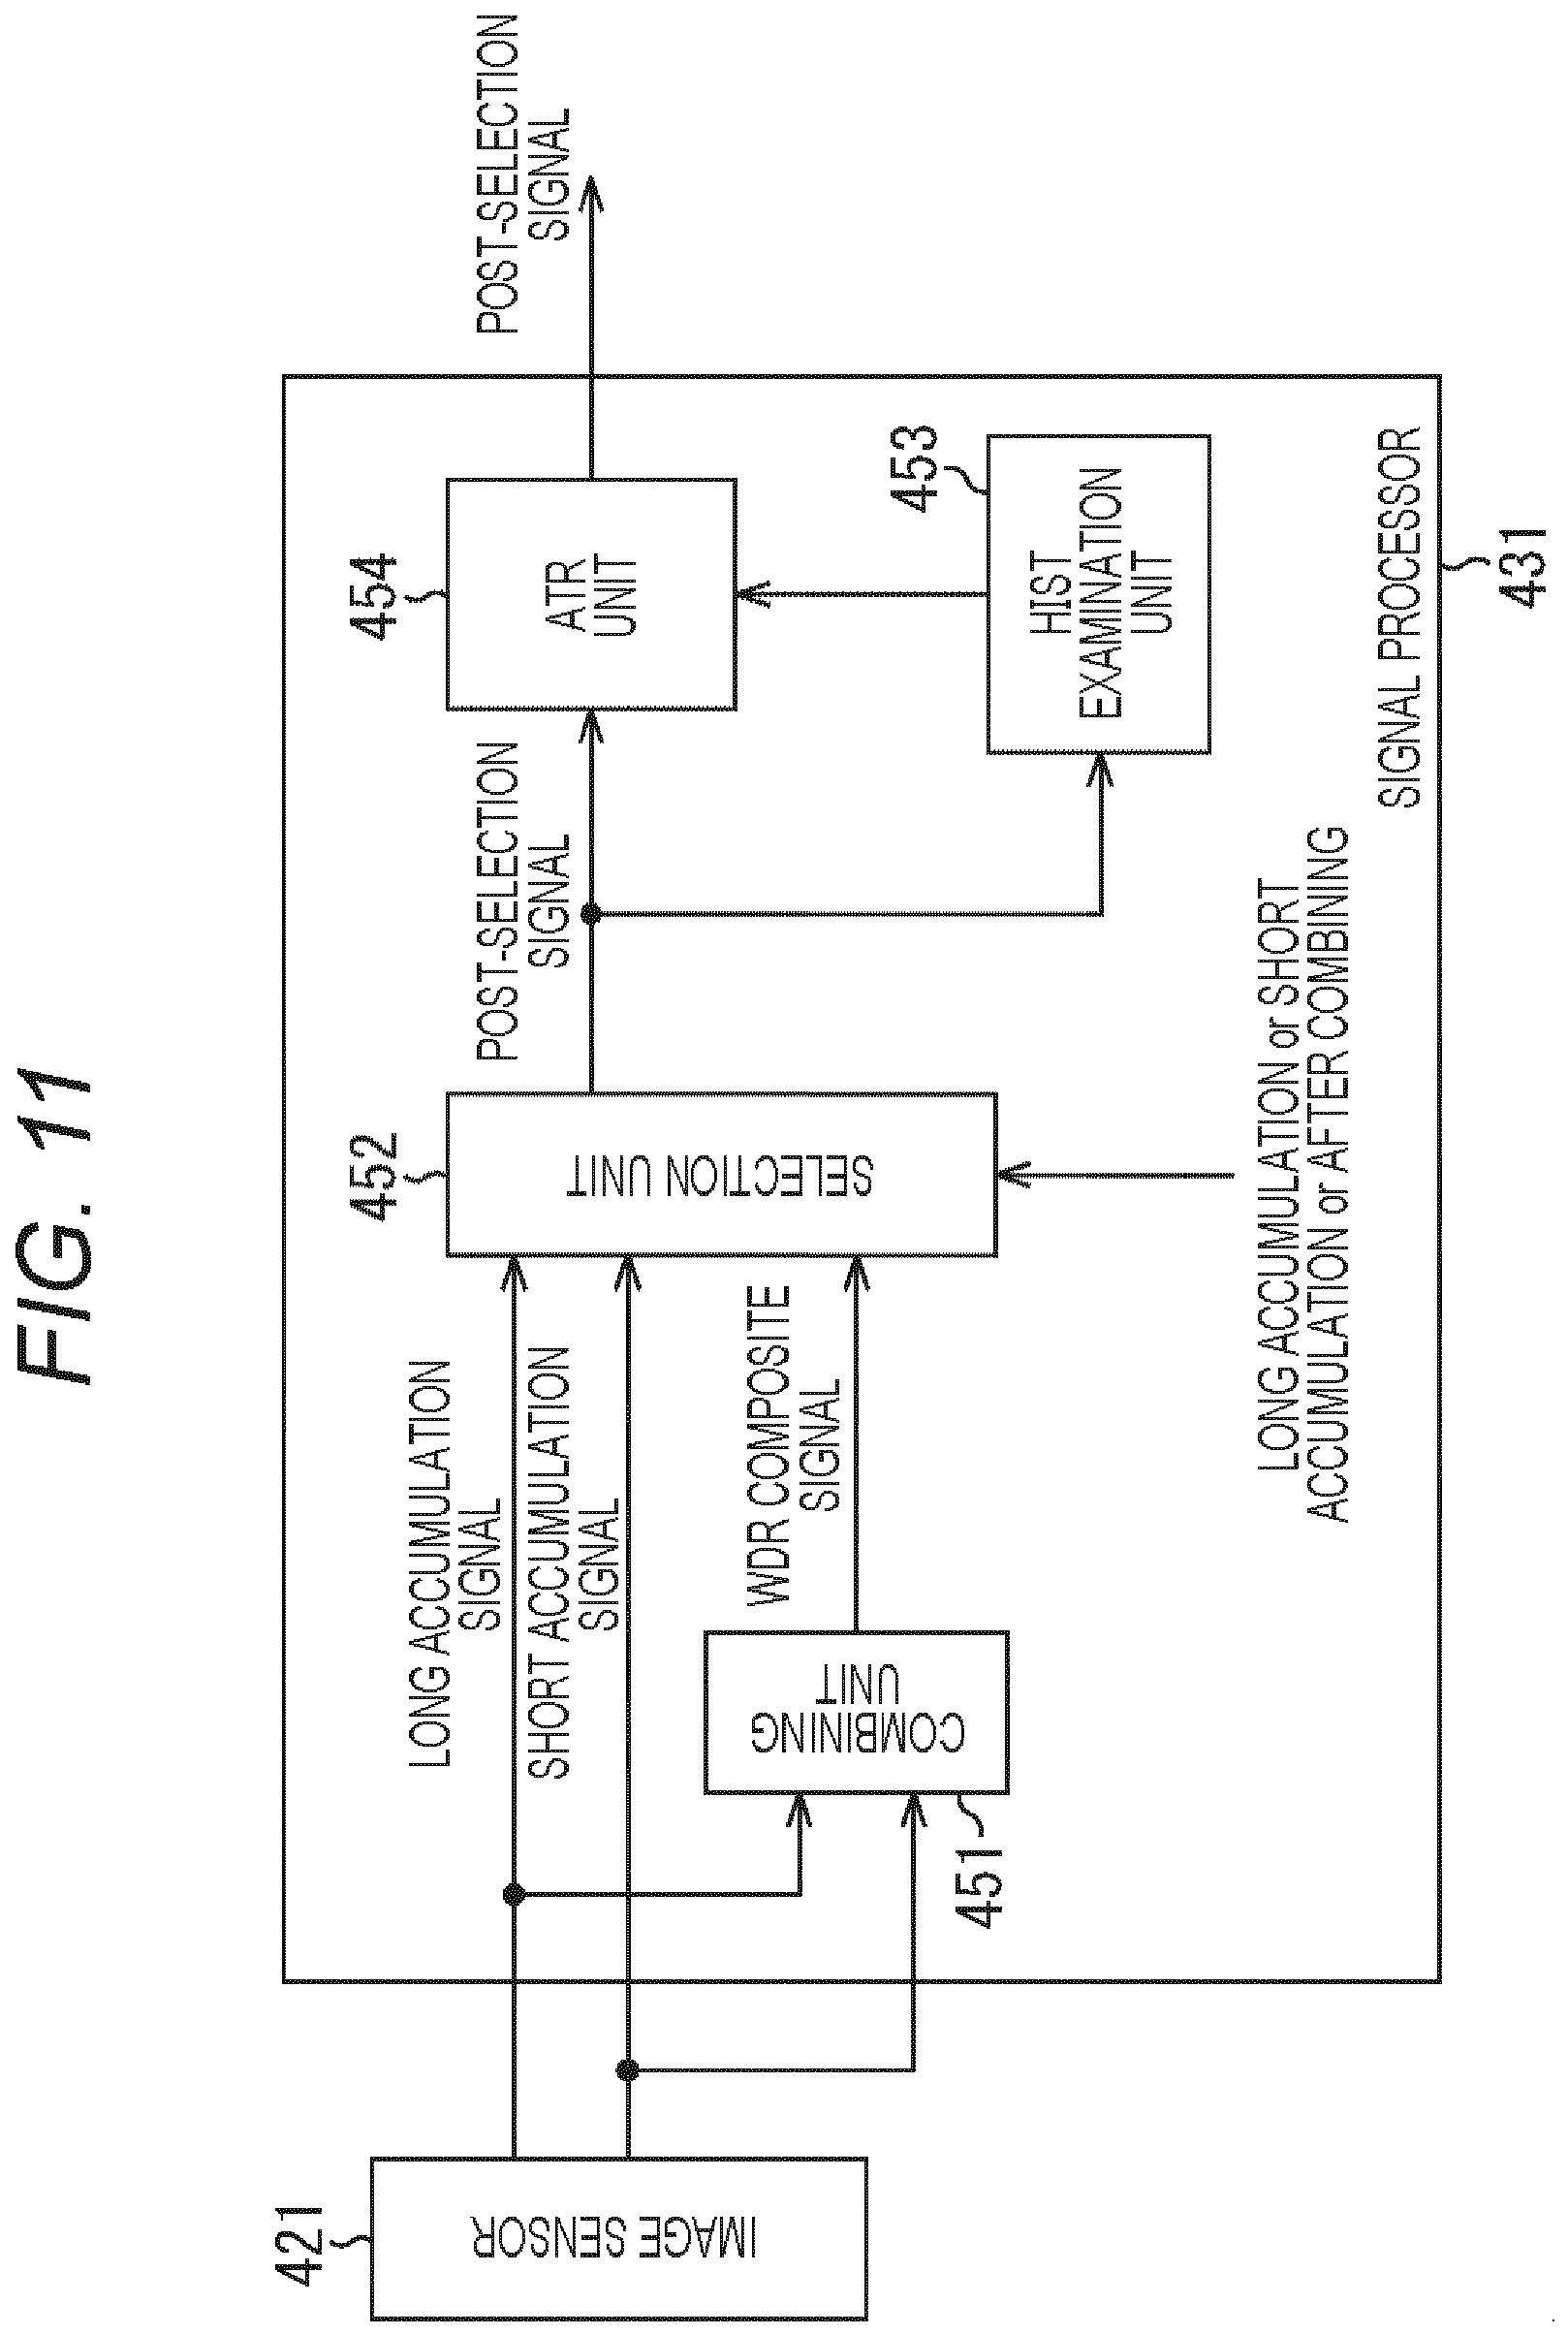 FIG. 11
421
IMAGE SENSOR
LONG ACCUMULATION
SIGNAL
SHORT ACCUMULATION
SIGNAL
451
COMBINING
UNIT
WDR COMPOSITE
SIGNAL
452
SELECTION UNIT
LONG ACCUMULATION or SHORT
ACCUMULATION or AFTER COMBINING
POST-SELECTION
SIGNAL
454
ATR
UNIT
453
HIST
EXAMINATION
UNIT
POST-SELECTION
SIGNAL
SIGNAL PROCESSOR
431